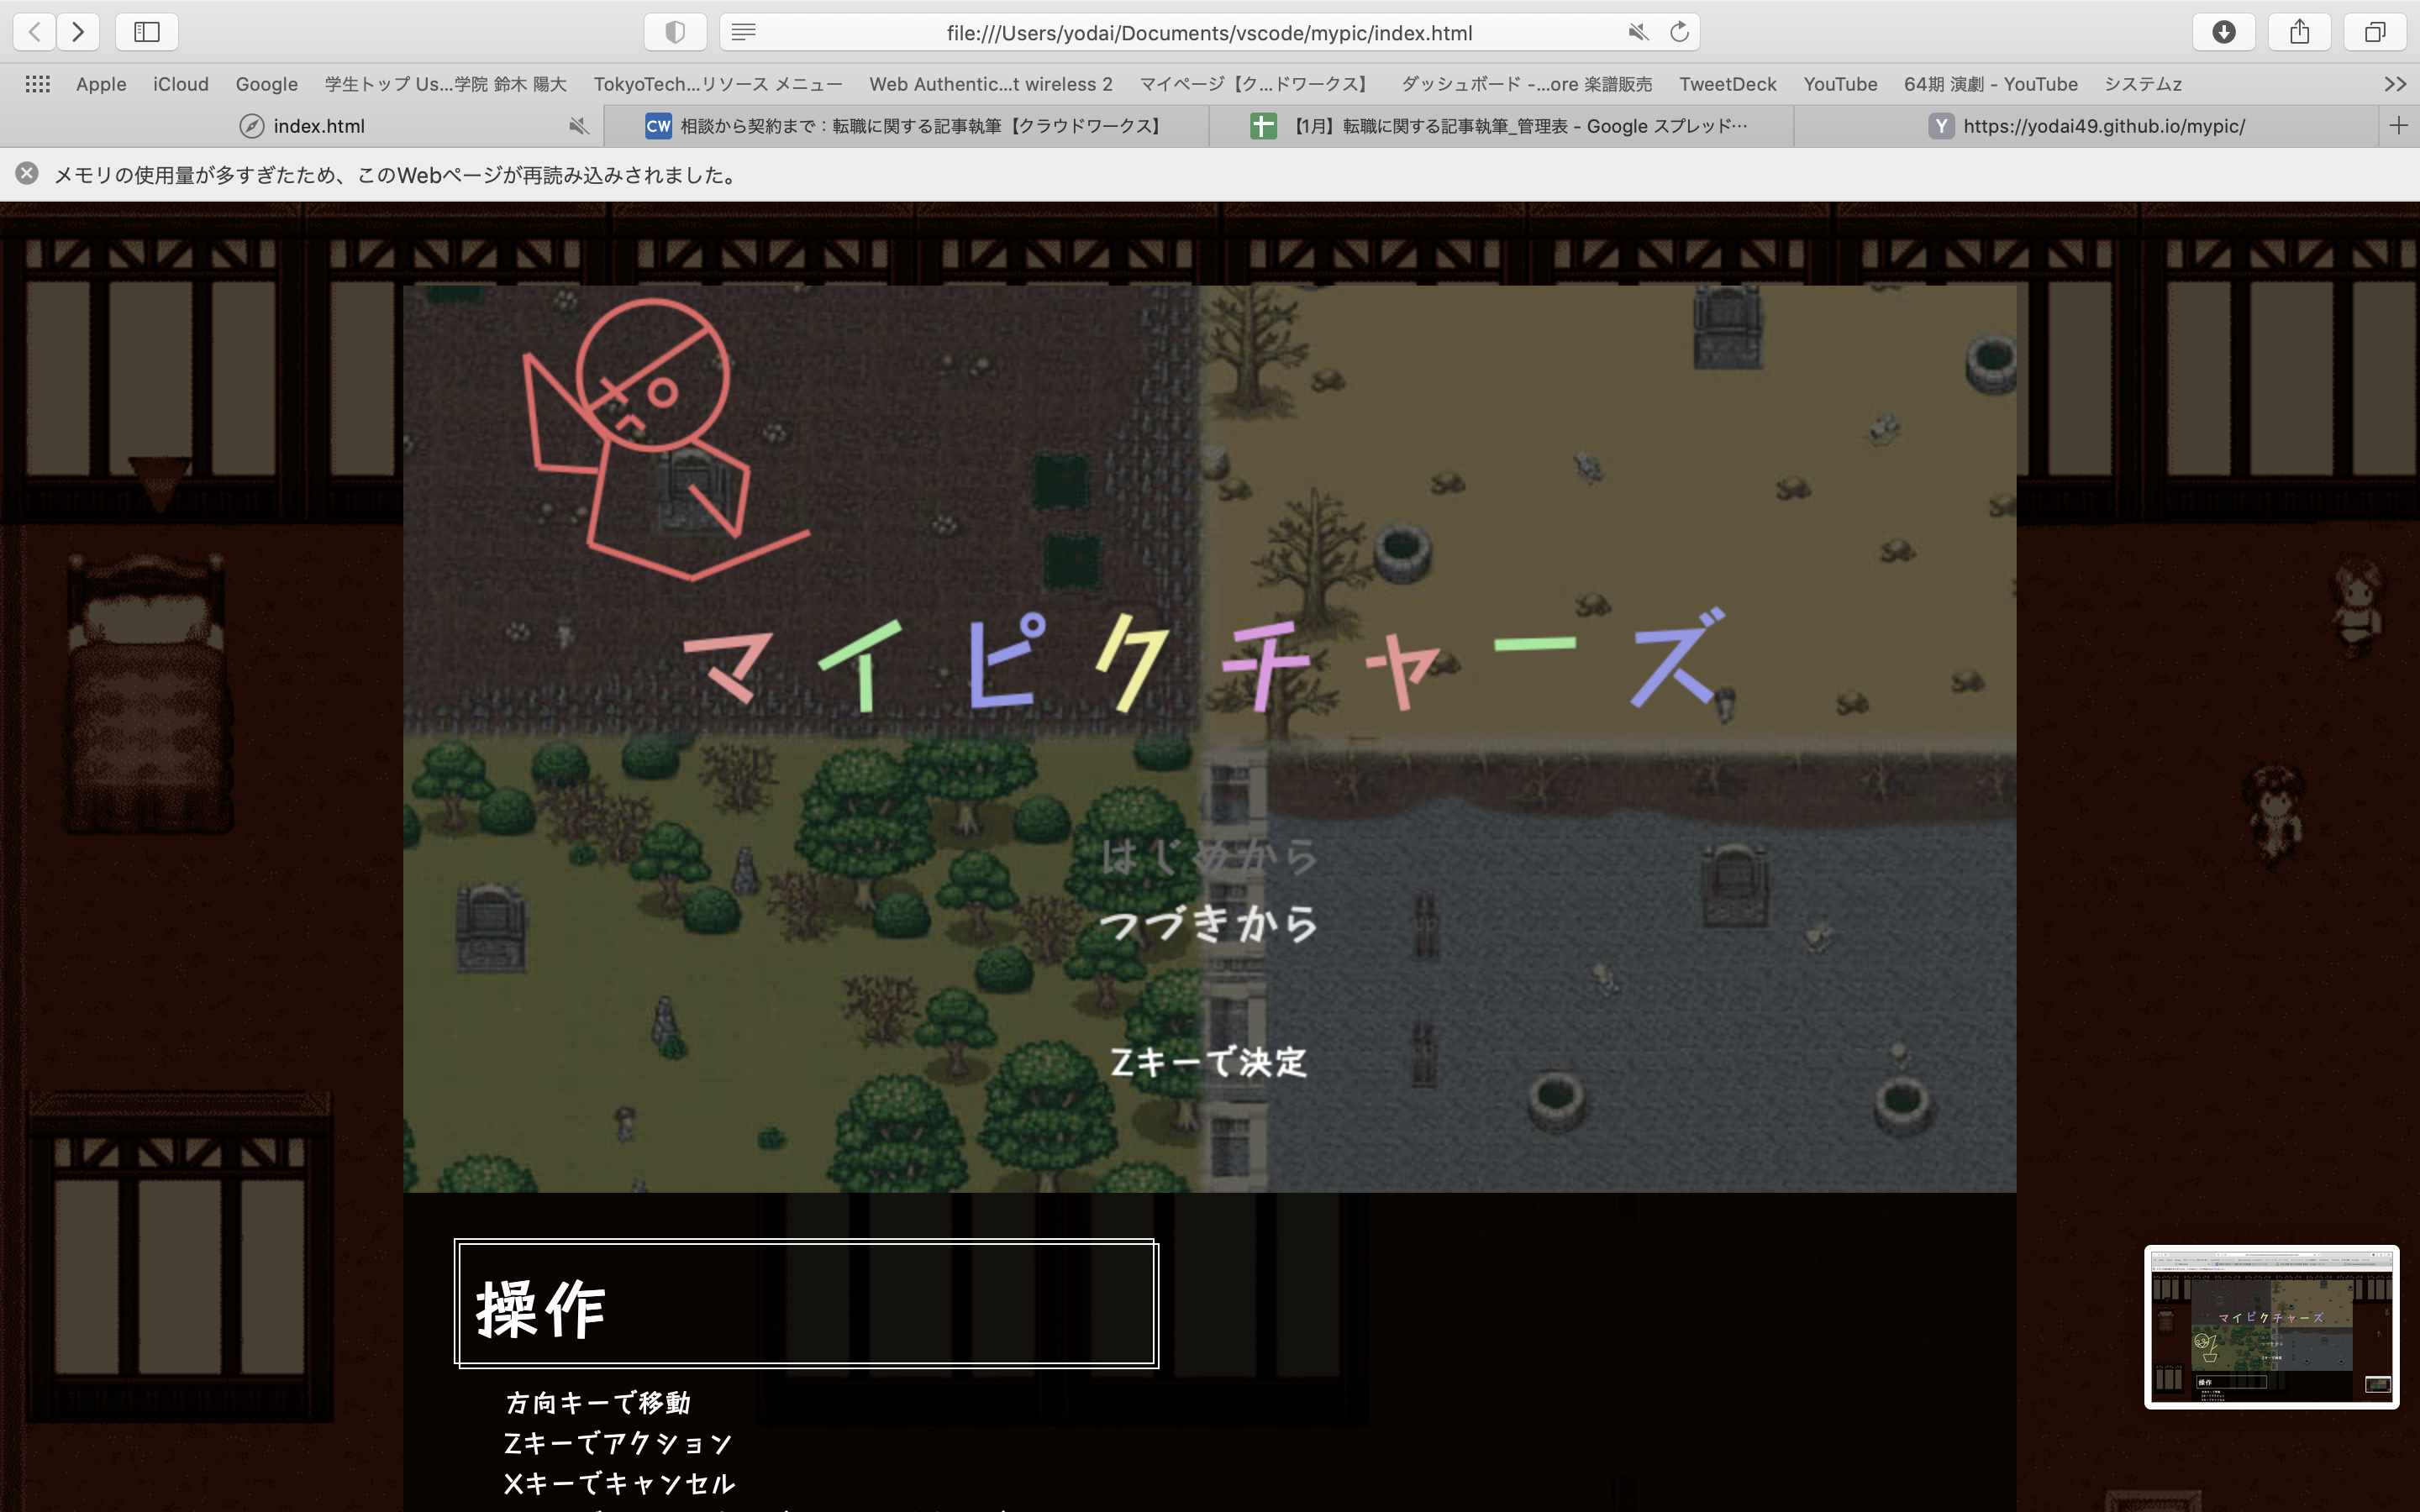 file:///Users/yodai/Documents/vscode/mypic/index.html
Apple iCloud Google 学生トップ Us...学院 鈴木 陽大 TokyoTech...リソース メニュー Web Authentic...t wireless 2 マイページ【ク...ドワークス】 ダッシュボード -...ore 楽譜販売 TweetDeck YouTube 64期 演劇 - YouTube システムz
index.html CW 相談から契約まで：転職に関する記事執筆【クラウドワークス】 【1月】転職に関する記事執筆_管理表 - Google スプレッド… Y https://yodai49.github.io/mypic/
メモリの使用量が多すぎたため、このWebページが再読み込みされました。
マイピクチャーズ
はじめから
つづきから
Zキーで決定
操作
方向キーで移動
Zキーでアクション
Xキーでキャンセル